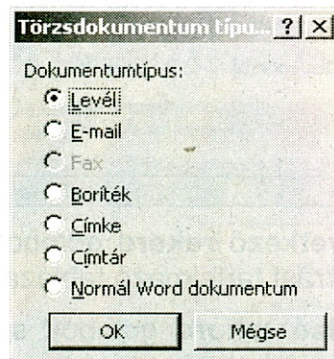 Törzsdokumentum típu...
Dokumentumtípus:
Levél
E-mail
Fax
Boríték
Címke
Címtár
Normál Word dokumentum
OK Mégse